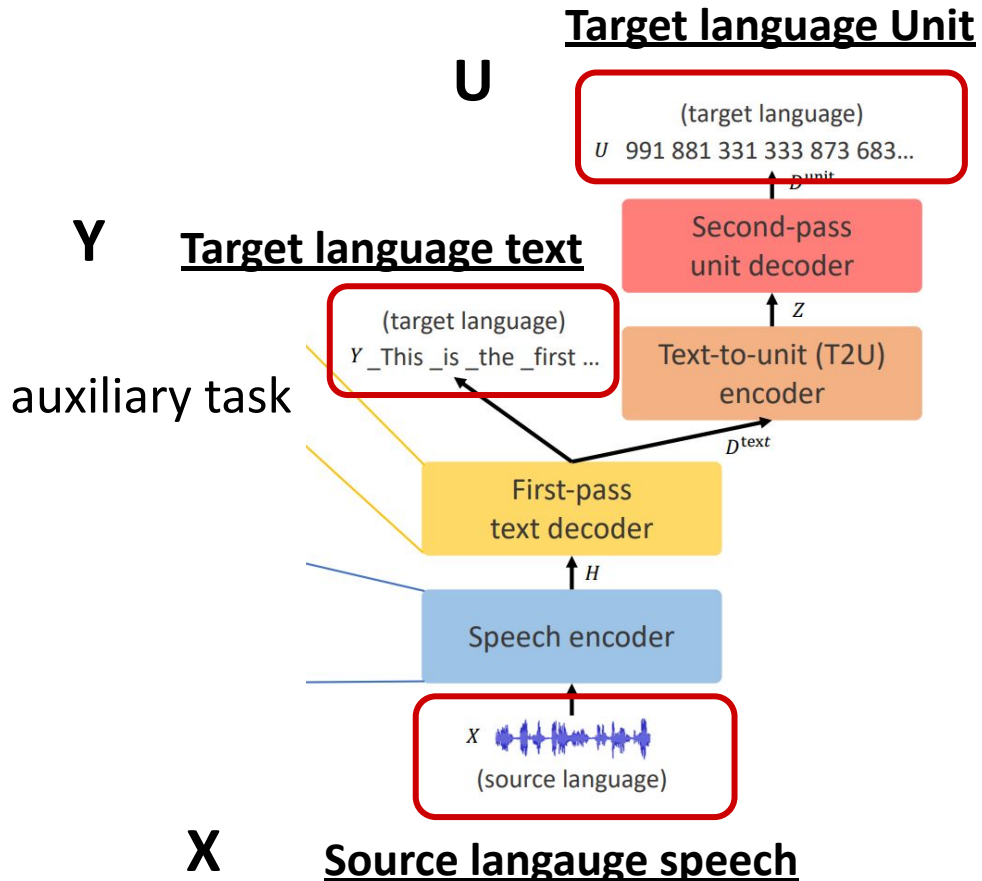 Target language Unit
U
(target language)
U 991 881 331 333 873 683...
D^unit
Second-pass
unit decoder
Z
Text-to-unit (T2U)
encoder
D^text
Y
Target language text
(target language)
Y _This _is _the _first ...
auxiliary task
First-pass
text decoder
H
Speech encoder
X
(source language)
X
Source langauge speech